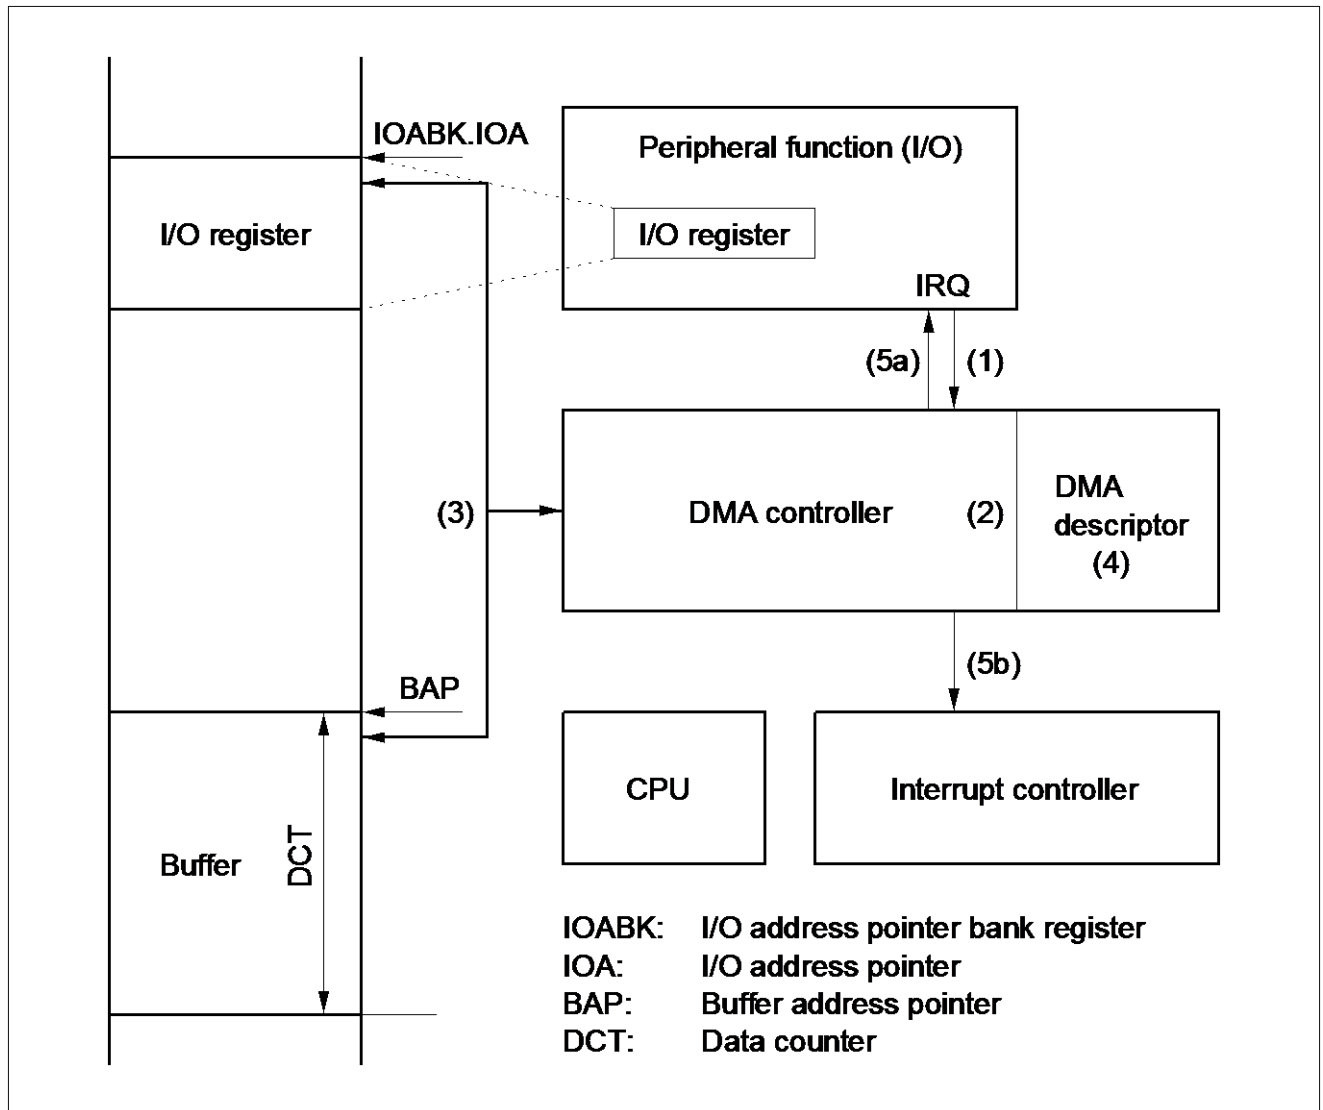 IOABK.IOA
Peripheral function (I/O)
I/O register
I/O register
IRQ
(5a)
(1)
(3)
DMA controller
(2)
DMA
descriptor
(4)
(5b)
BAP
CPU
Interrupt controller
Buffer
DCT
IOABK: I/O address pointer bank register
IOA: I/O address pointer
BAP: Buffer address pointer
DCT: Data counter